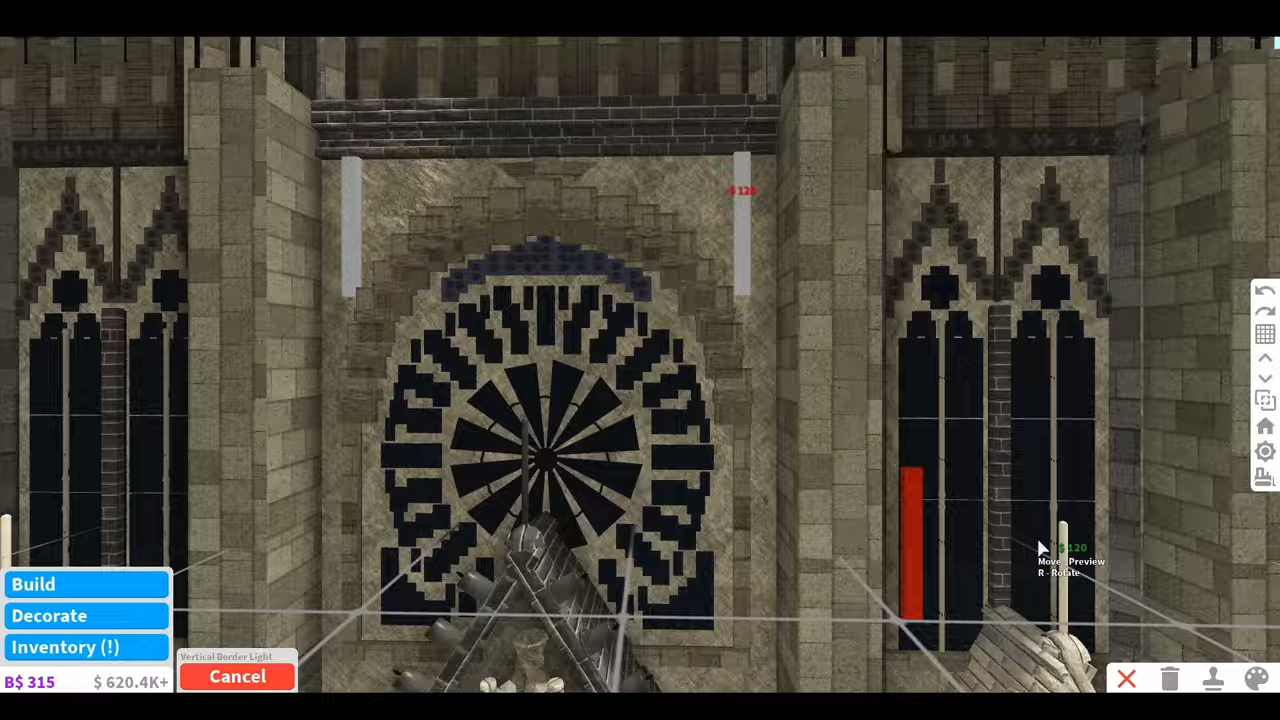 -$ 120
$ 120
Move Preview
R - Rotate
Build
Decorate
Inventory (!)
Vertical Border Light
Cancel
B$ 315
$ 620.4K+